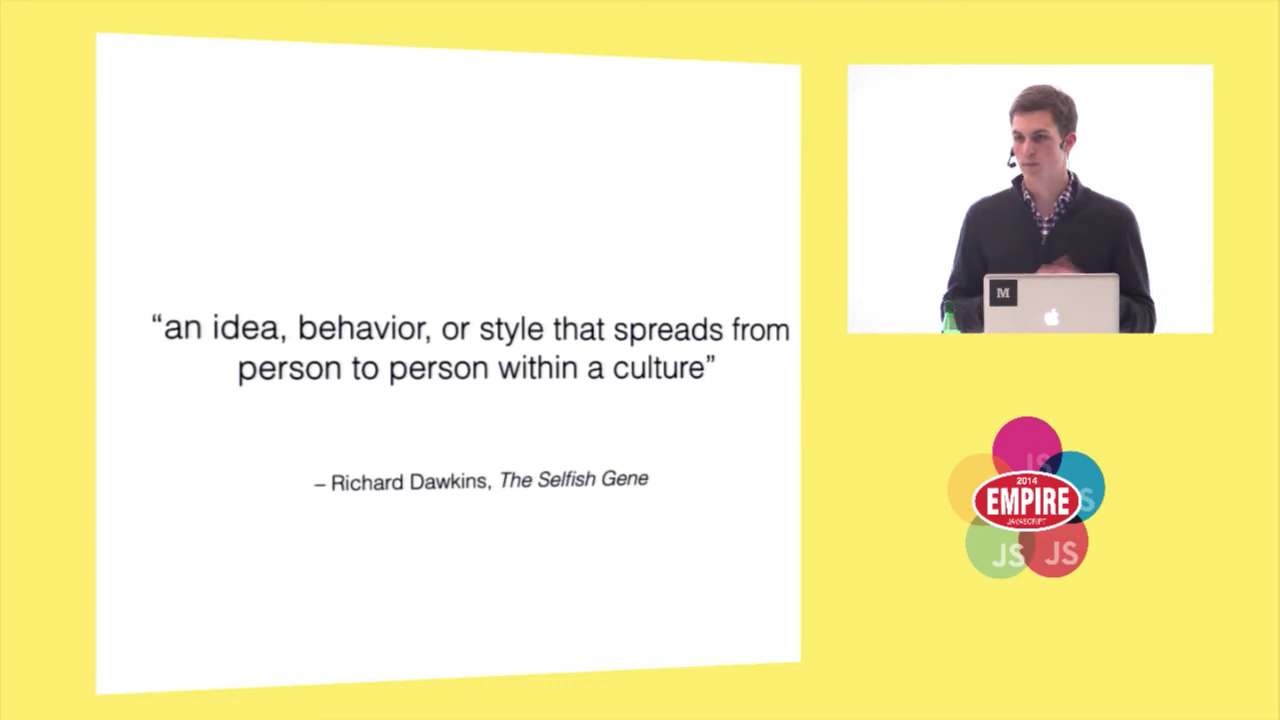 “an idea, behavior, or style that spreads from
person to person within a culture”
– Richard Dawkins, The Selfish Gene
M
JS
2014
EMPIRE
JAVASCRIPT
S
JS
JS